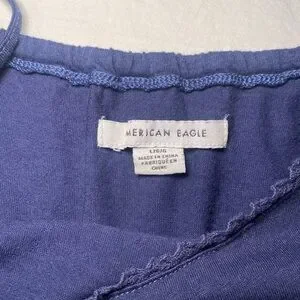 MERICAN EAGLE
L/G/G
MADE IN CHINA
FABRIQUÉ EN
CHINE